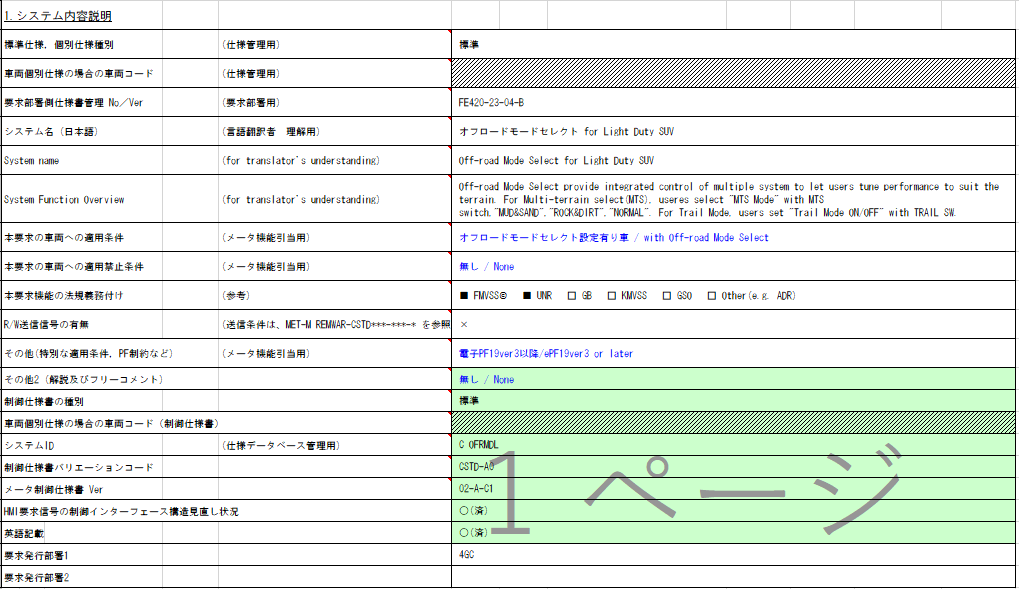 1. システム内容説明
標準仕様、個別仕様種別 (仕様管理用) 標準
車両個別仕様の場合の車両コード (仕様管理用)
要求部署側仕様書管理 No／Ver (要求部署用) FE420-23-04-B
システム名 (日本語) (言語翻訳者　理解用) オフロードモードセレクト for Light Duty SUV
System name (for translator's understanding) Off-road Mode Select for Light Duty SUV
System Function Overview (for translator's understanding) Off-road Mode Select provide integrated control of multiple system to let users tune performance to suit the
terrain. For Multi-terrain select(MTS), useres select "MTS Mode" with MTS
switch,"MUD&SAND","ROCK&DIRT","NORMAL". For Trail Mode, users set "Trail Mode ON/OFF" with TRAIL SW.
本要求の車両への適用条件 (メータ機能引当用) オフロードモードセレクト設定有り車 / with Off-road Mode Select
本要求の車両への適用禁止条件 (メータ機能引当用) 無し / None
本要求機能の法規義務付け (参考) ■ FMVSS© ■ UNR □ GB □ KMVSS □ GSO □ Other(e.g. ADR)
R/W送信信号の有無 (送信条件は、MET-M_REMWAR-CSTD***-***-* を参照 ×
その他(特別な適用条件、PF制約など) (メータ機能引当用) 電子PF19ver3以降/ePF19ver3 or later
その他2 (解説及びフリーコメント) 無し / None
制御仕様書の種別 標準
車両個別仕様の場合の車両コード (制御仕様書)
システムID (仕様データベース管理用) C_OFRMDL
制御仕様書バリエーションコード CSTD-A0
メータ制御仕様書 Ver 02-A-C1
HMI要求信号の制御インターフェース構造見直し状況 ○(済)
英語記載 ○(済)
要求発行部署1 4GC
要求発行部署2
1 ページ